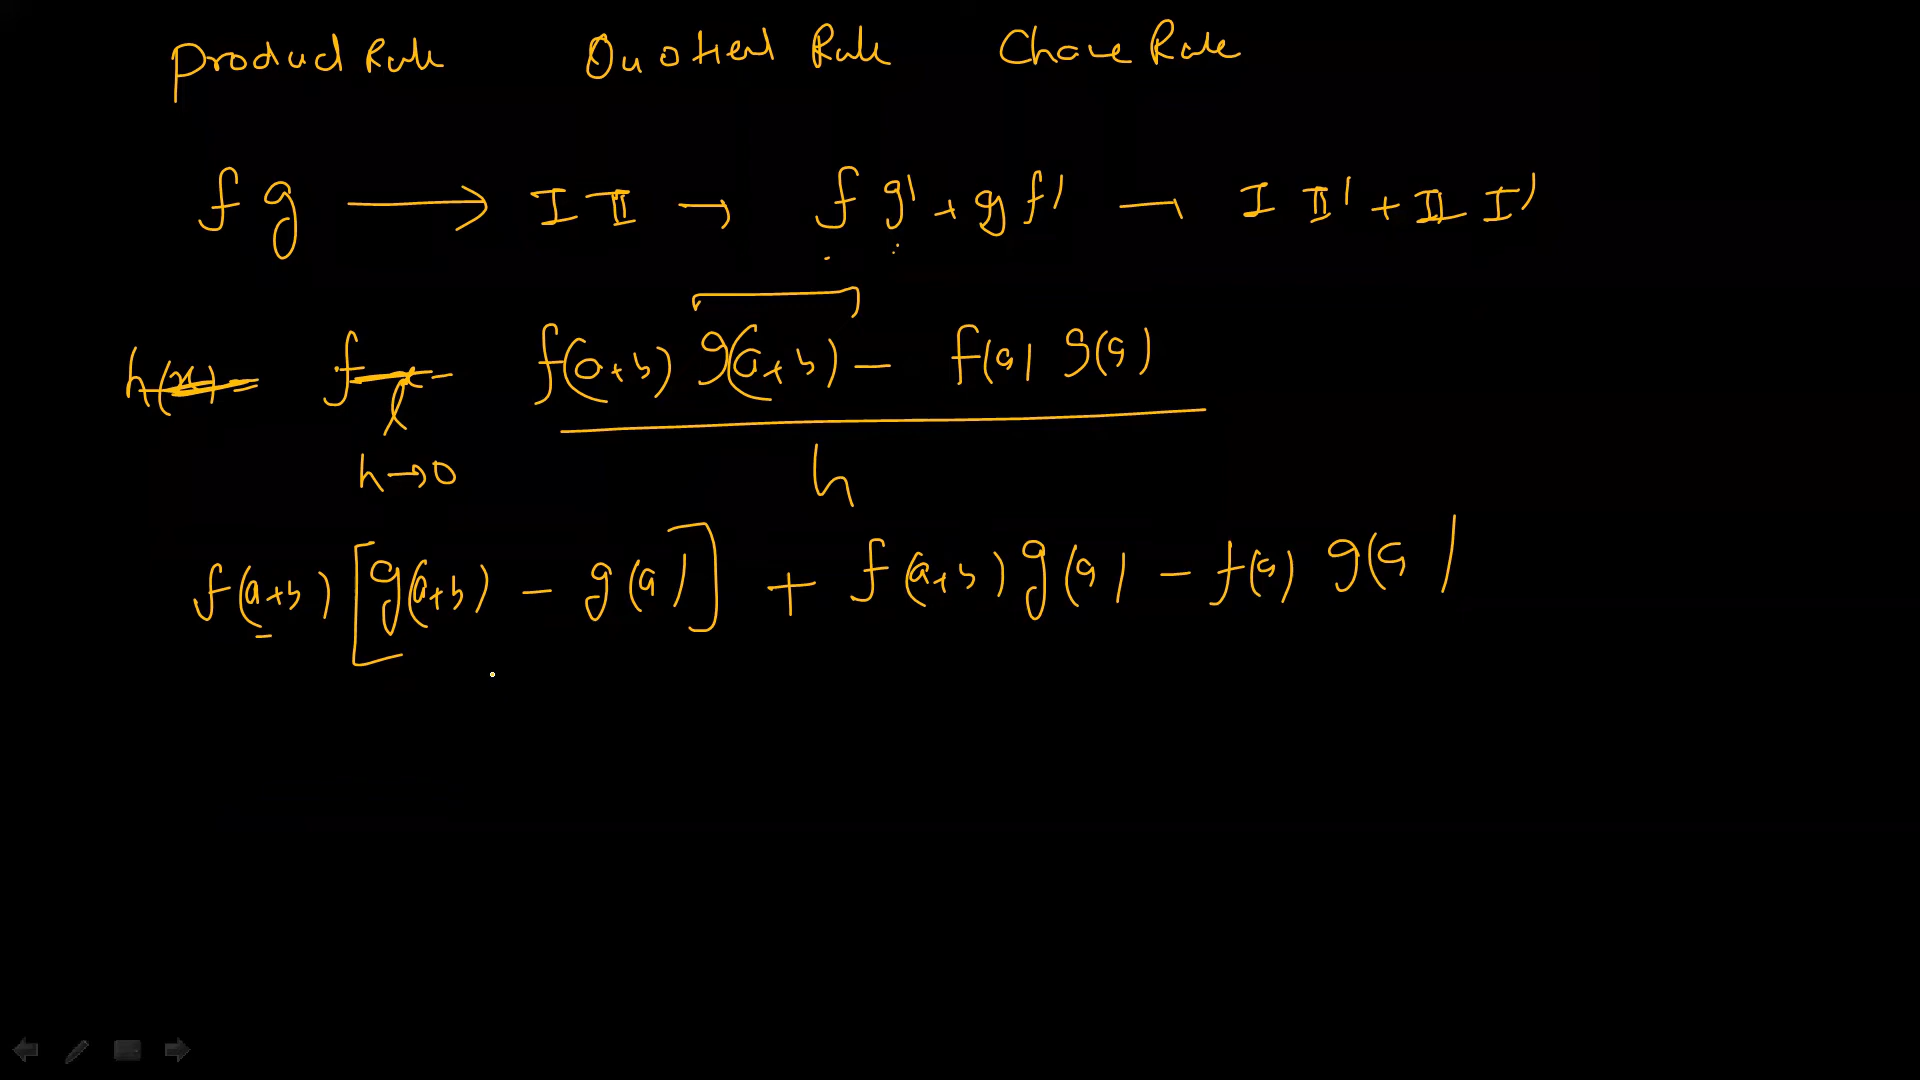 Product Rule Quotient Rule Chain Rule
f g → I II → f g' + g f' → I II' + II I'
h(x) = f f(a+h) g(a+h) - f(a) g(a)
h→0 h
f(a+h) [g(a+h) - g(a)] + f(a+h) g(a) - f(a) g(a)